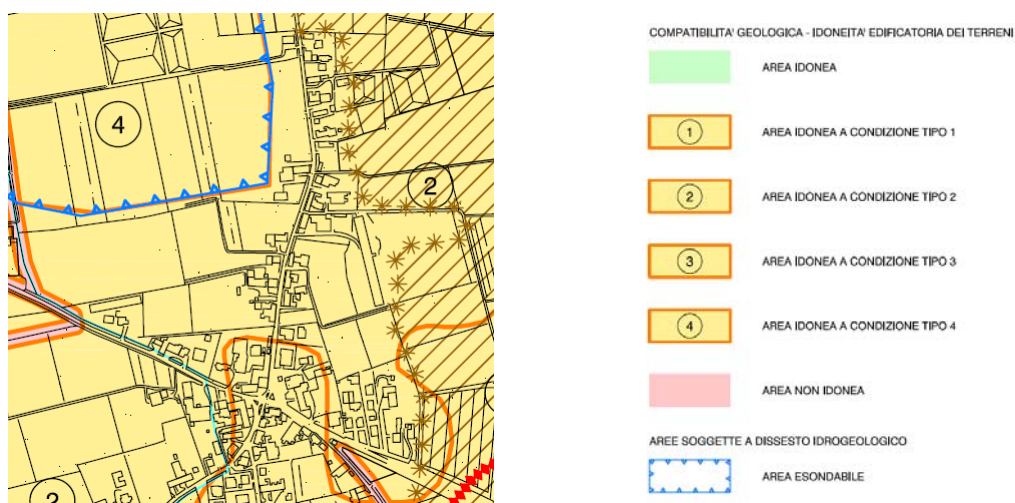 4
2
2
COMPATIBILITA' GEOLOGICA - IDONEITA' EDIFICATORIA DEI TERRENI
AREA IDONEA
1 AREA IDONEA A CONDIZIONE TIPO 1
2 AREA IDONEA A CONDIZIONE TIPO 2
3 AREA IDONEA A CONDIZIONE TIPO 3
4 AREA IDONEA A CONDIZIONE TIPO 4
AREA NON IDONEA
AREE SOGGETTE A DISSESTO IDROGEOLOGICO
AREA ESONDABILE